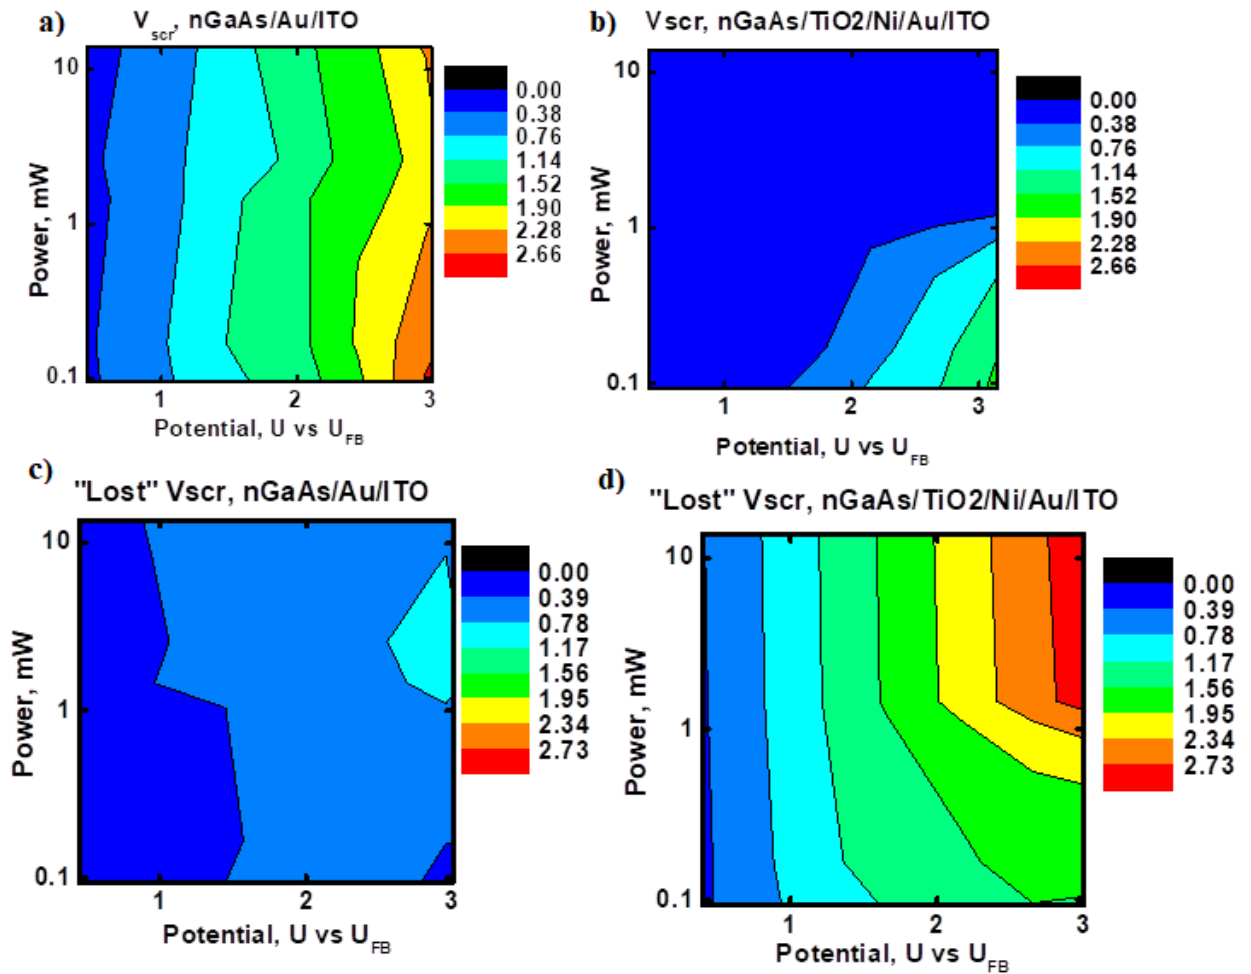 a)
V_scr, nGaAs/Au/ITO
10
1
0.1
Power, mW
1 2 3
Potential, U vs U_FB
0.00
0.38
0.76
1.14
1.52
1.90
2.28
2.66
b)
Vscr, nGaAs/TiO2/Ni/Au/ITO
10
1
0.1
Power, mW
1 2 3
Potential, U vs U_FB
0.00
0.38
0.76
1.14
1.52
1.90
2.28
2.66
c)
"Lost" Vscr, nGaAs/Au/ITO
10
1
0.1
Power, mW
1 2 3
Potential, U vs U_FB
0.00
0.39
0.78
1.17
1.56
1.95
2.34
2.73
d)
"Lost" Vscr, nGaAs/TiO2/Ni/Au/ITO
10
1
0.1
Power, mW
1 2 3
Potential, U vs U_FB
0.00
0.39
0.78
1.17
1.56
1.95
2.34
2.73